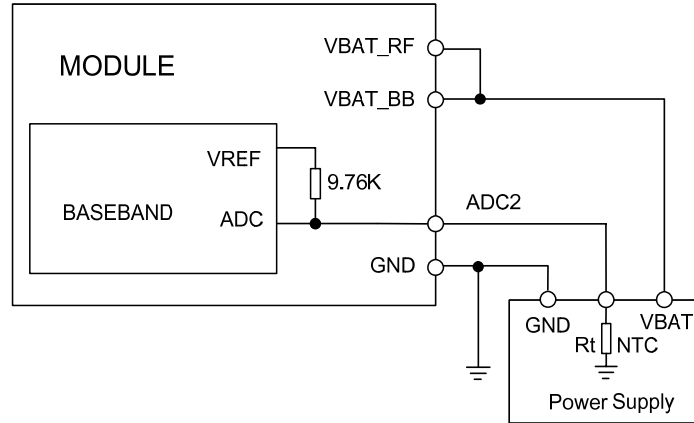 VBAT_RF
MODULE
VBAT_BB
VREF
9.76K
BASEBAND
ADC
ADC2
GND
GND
VBAT
Rt
NTC
Power Supply